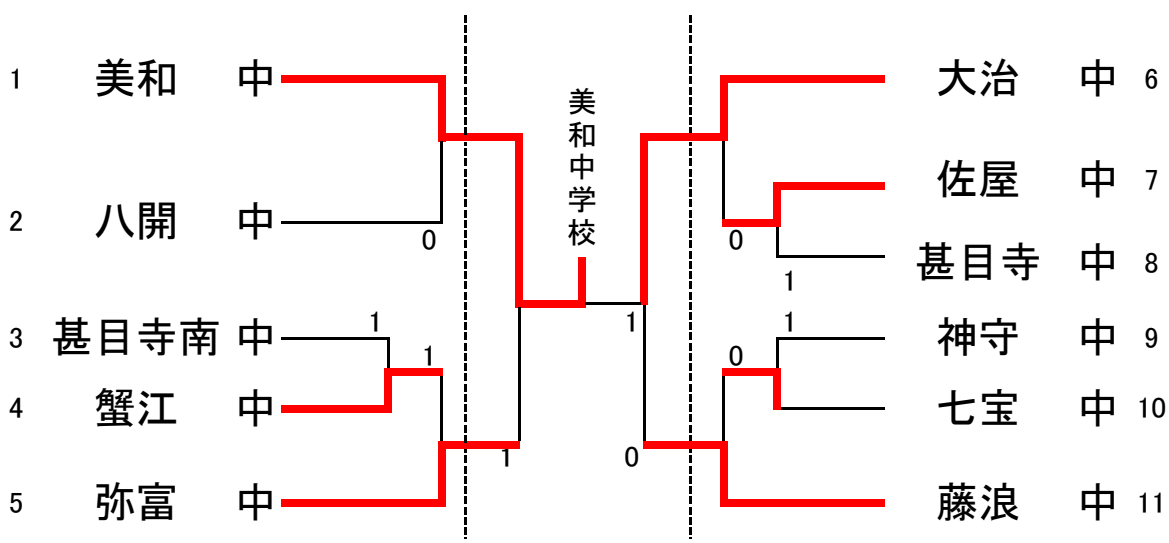 1 美和 中
2 八開 中
0
3 甚目寺南 中
1
1
4 蟹江 中
5 弥富 中
1
美和中学校
1
0
大治 中 6
佐屋 中 7
0
甚目寺 中 8
1
1
神守 中 9
0
七宝 中 10
藤浪 中 11